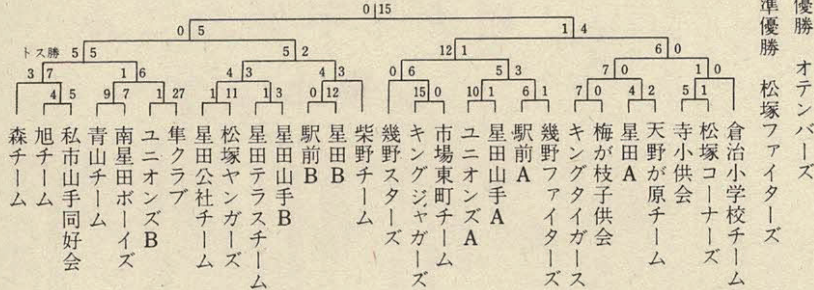 優勝 オテンバーズ
準優勝 松塚ファイターズ
0 15
0 5 1 4
トス勝 5 5 5 2 12 1 6 0
3 7 1 6 4 3 4 3 0 6 5 3 7 0 1 0
4 5 9 7 1 27 1 11 1 3 0 12 15 0 10 1 6 1 7 0 4 2 5 1
倉治小学校チーム
松塚コーナーズ
寺小供会
天野が原チーム
星田A
梅が枝子供会
キングタイガース
幾野ファイターズ
駅前A
星田山手A
ユニオンズA
市場東町チーム
キングジャガーズ
幾野スターズ
柴野チーム
星田B
駅前B
星田山手B
星田テラスチーム
松塚ヤンガーズ
星田公社チーム
隼クラブ
ユニオンズB
南星田ボーイズ
青山チーム
私市山手同好会
旭チーム
森チーム